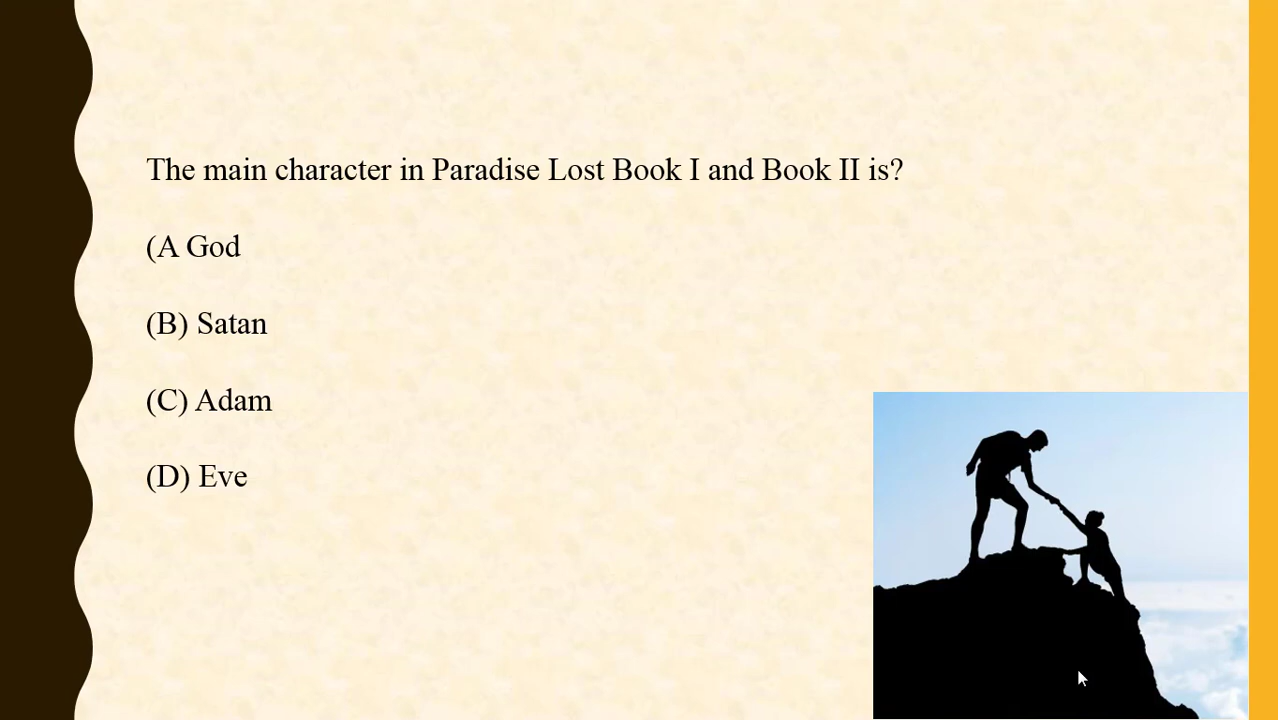 The main character in Paradise Lost Book I and Book II is?
(A God
(B) Satan
(C) Adam
(D) Eve